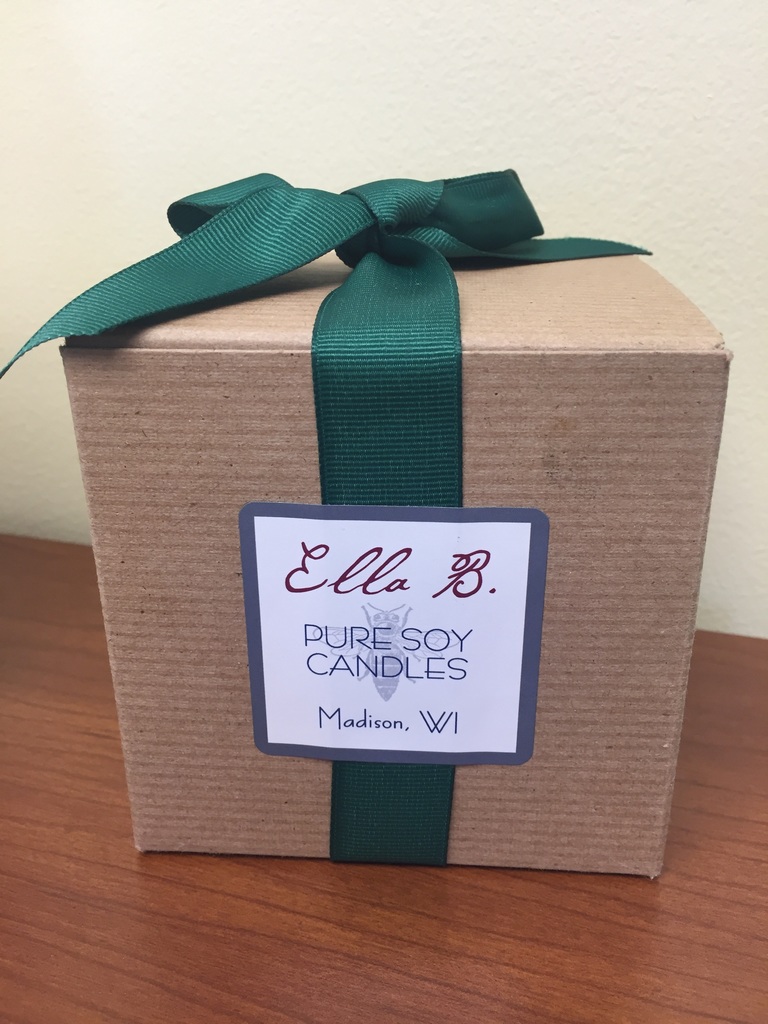 Ella B.
PURE SOY
CANDLES
Madison, WI